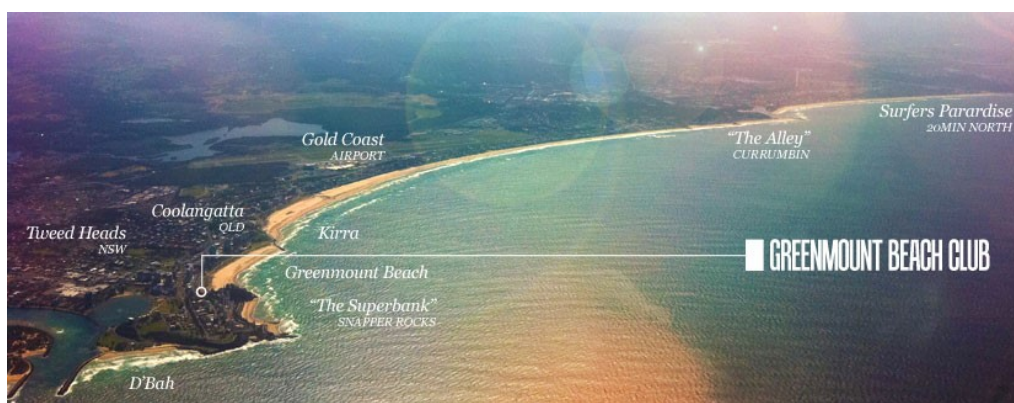 Surfers Parardise
20MIN NORTH
"The Alley"
CURRUMBIN
Gold Coast
AIRPORT
Coolangatta
QLD
Tweed Heads
NSW
Kirra
GREENMOUNT BEACH CLUB
Greenmount Beach
"The Superbank"
SNAPPER ROCKS
D'Bah